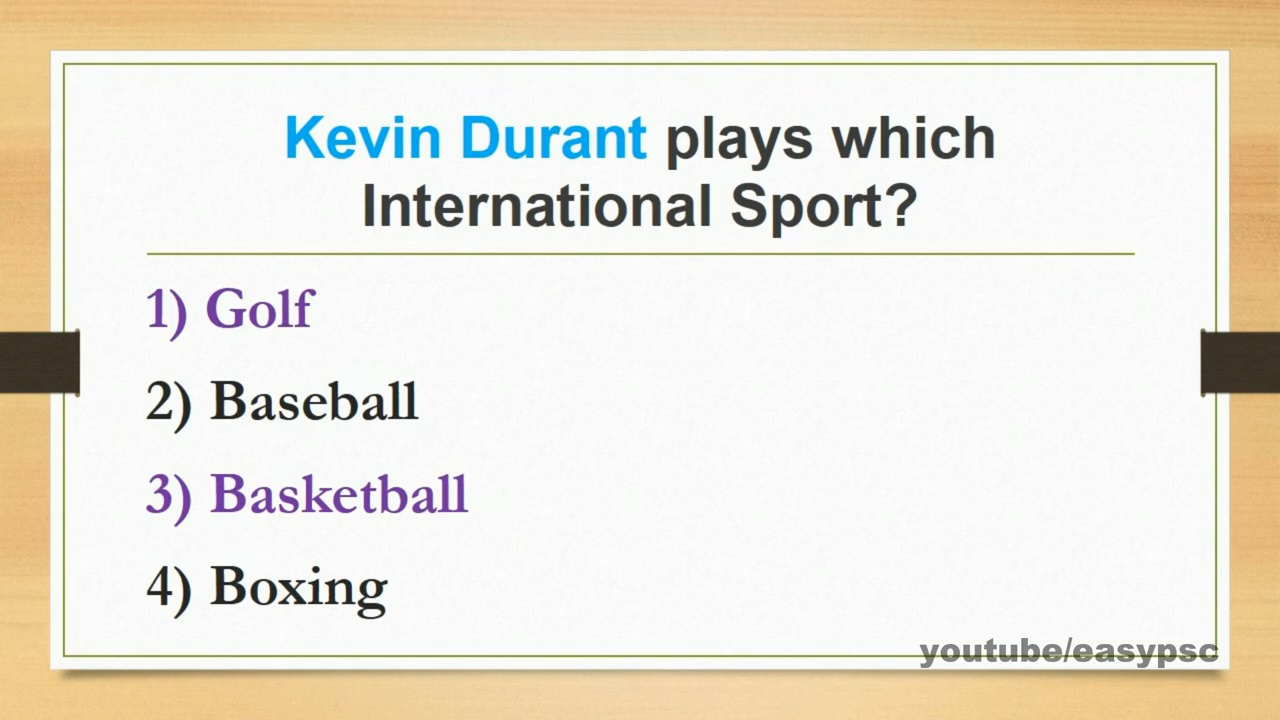 Kevin Durant plays which
International Sport?
1) Golf
2) Baseball
3) Basketball
4) Boxing
youtube/easypsc